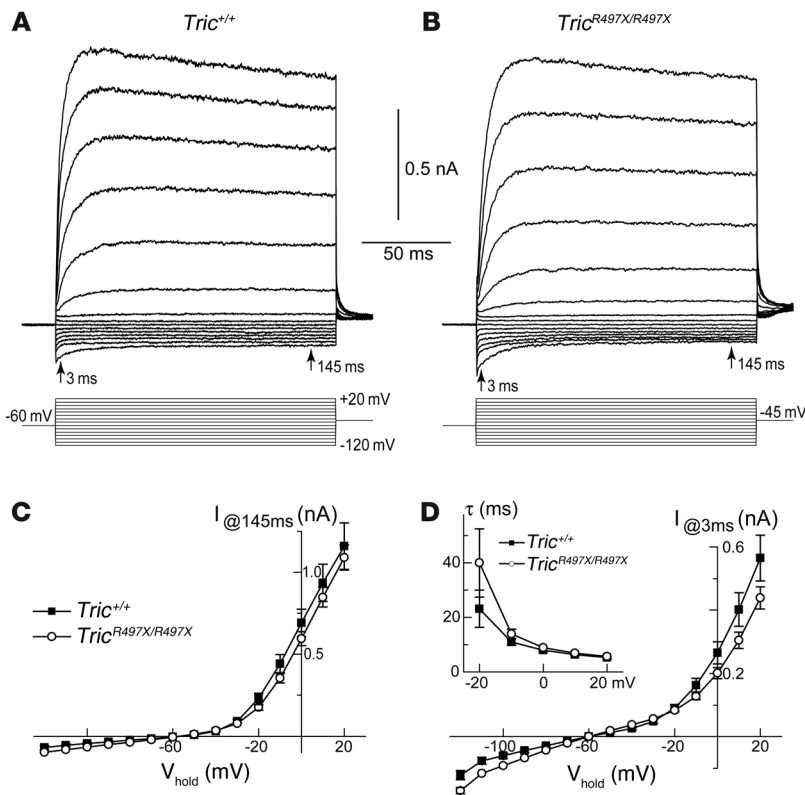 A
Tric+/+
B
TricR497X/R497X
0.5 nA
50 ms
3 ms
145 ms
3 ms
145 ms
-60 mV
+20 mV
-120 mV
-45 mV
C
I @145ms (nA)
1.0
0.5
Tric+/+
TricR497X/R497X
-60
-20
20
Vhold (mV)
D
τ (ms)
I @3ms (nA)
Tric+/+
TricR497X/R497X
40
20
0
-20
0
20 mV
0.6
0.2
-100
-60
-20
20
Vhold (mV)